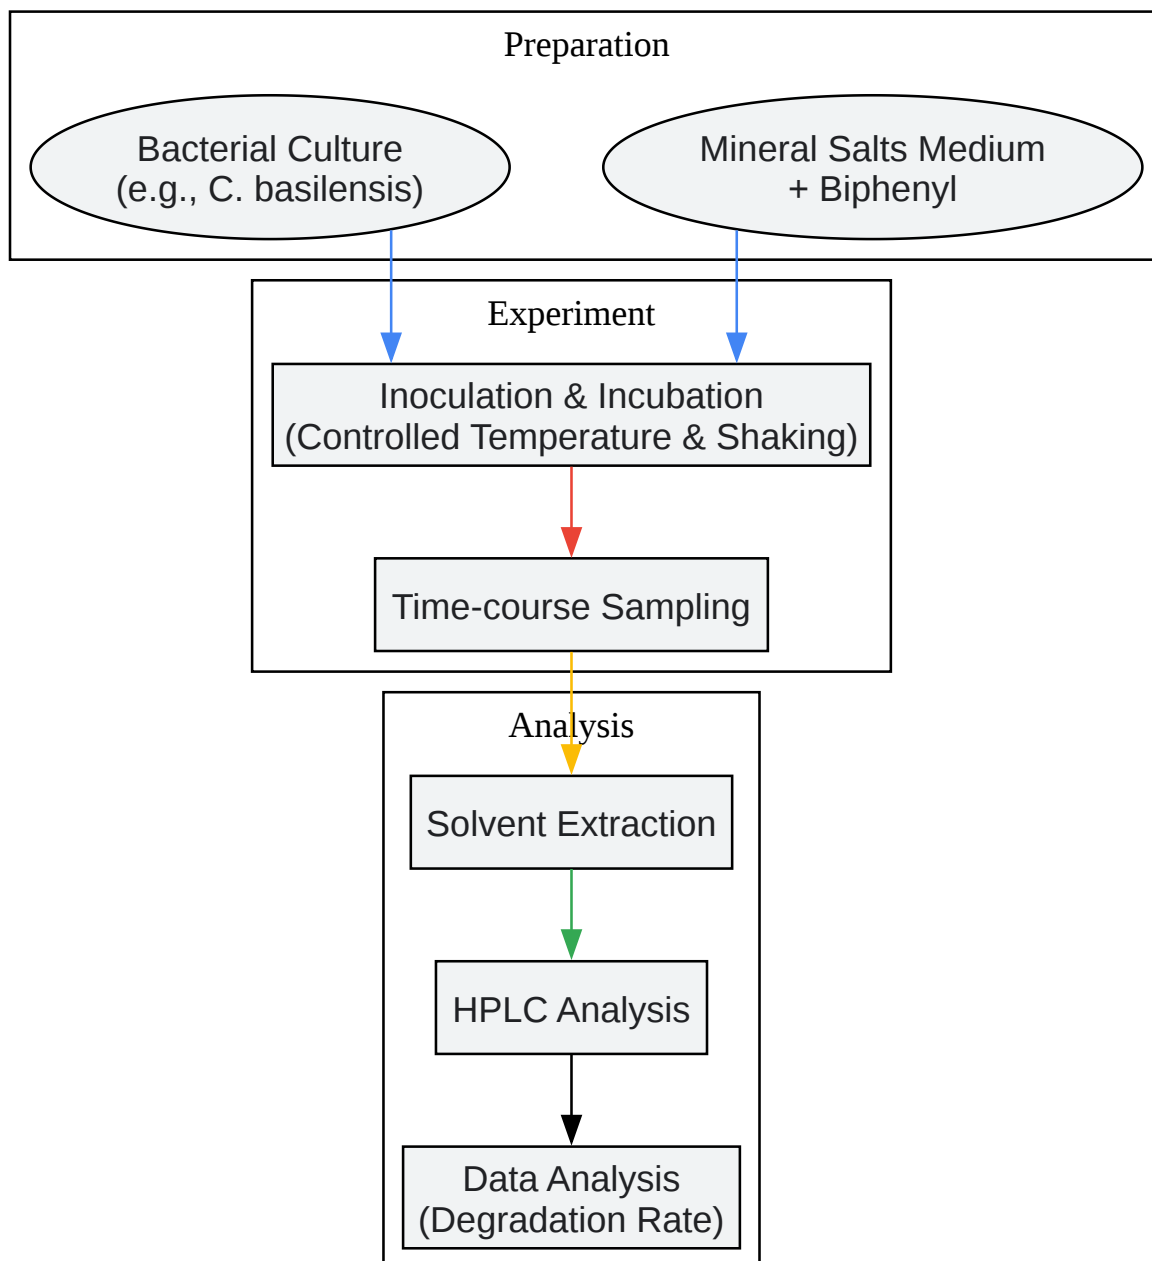 Preparation
Bacterial Culture
(e.g., C. basilensis)
Mineral Salts Medium
+ Biphenyl
Experiment
Inoculation & Incubation
(Controlled Temperature & Shaking)
Time-course Sampling
Analysis
Solvent Extraction
HPLC Analysis
Data Analysis
(Degradation Rate)